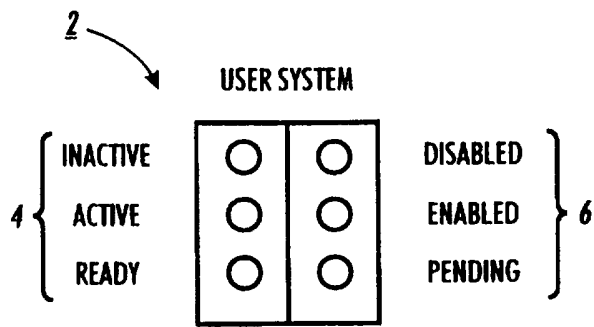 2
USER SYSTEM
INACTIVE DISABLED
4 ACTIVE ENABLED 6
READY PENDING